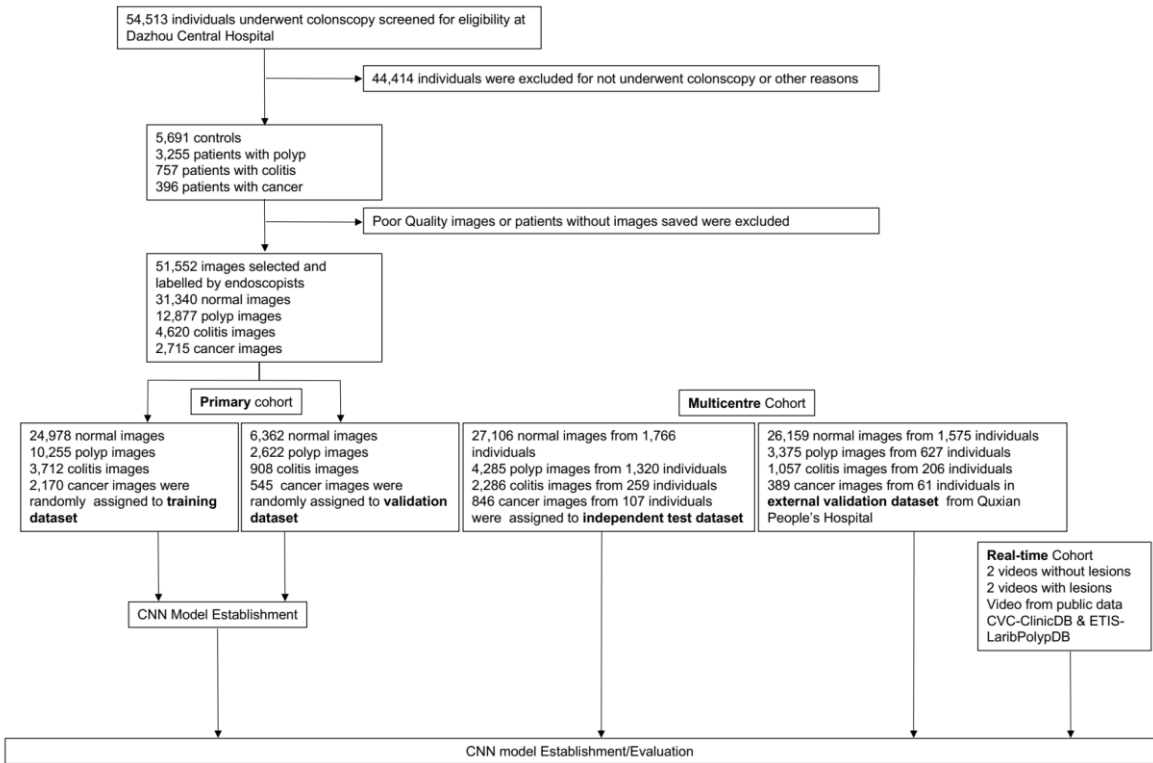 54,513 individuals underwent colonscopy screened for eligibility at
Dazhou Central Hospital
44,414 individuals were excluded for not underwent colonscopy or other reasons
5,691 controls
3,255 patients with polyp
757 patients with colitis
396 patients with cancer
Poor Quality images or patients without images saved were excluded
51,552 images selected and
labelled by endoscopists
31,340 normal images
12,877 polyp images
4,620 colitis images
2,715 cancer images
Primary cohort
Multicentre Cohort
24,978 normal images
10,255 polyp images
3,712 colitis images
2,170 cancer images were
randomly assigned to training
dataset
6,362 normal images
2,622 polyp images
908 colitis images
545 cancer images were
randomly assigned to validation
dataset
27,106 normal images from 1,766
individuals
4,285 polyp images from 1,320 individuals
2,286 colitis images from 259 individuals
846 cancer images from 107 individuals
were assigned to independent test dataset
26,159 normal images from 1,575 individuals
3,375 polyp images from 627 individuals
1,057 colitis images from 206 individuals
389 cancer images from 61 individuals in
external validation dataset from Quxian
People's Hospital
Real-time Cohort
2 videos without lesions
2 videos with lesions
Video from public data
CVC-ClinicDB & ETIS-
LaribPolypDB
CNN Model Establishment
CNN model Establishment/Evaluation